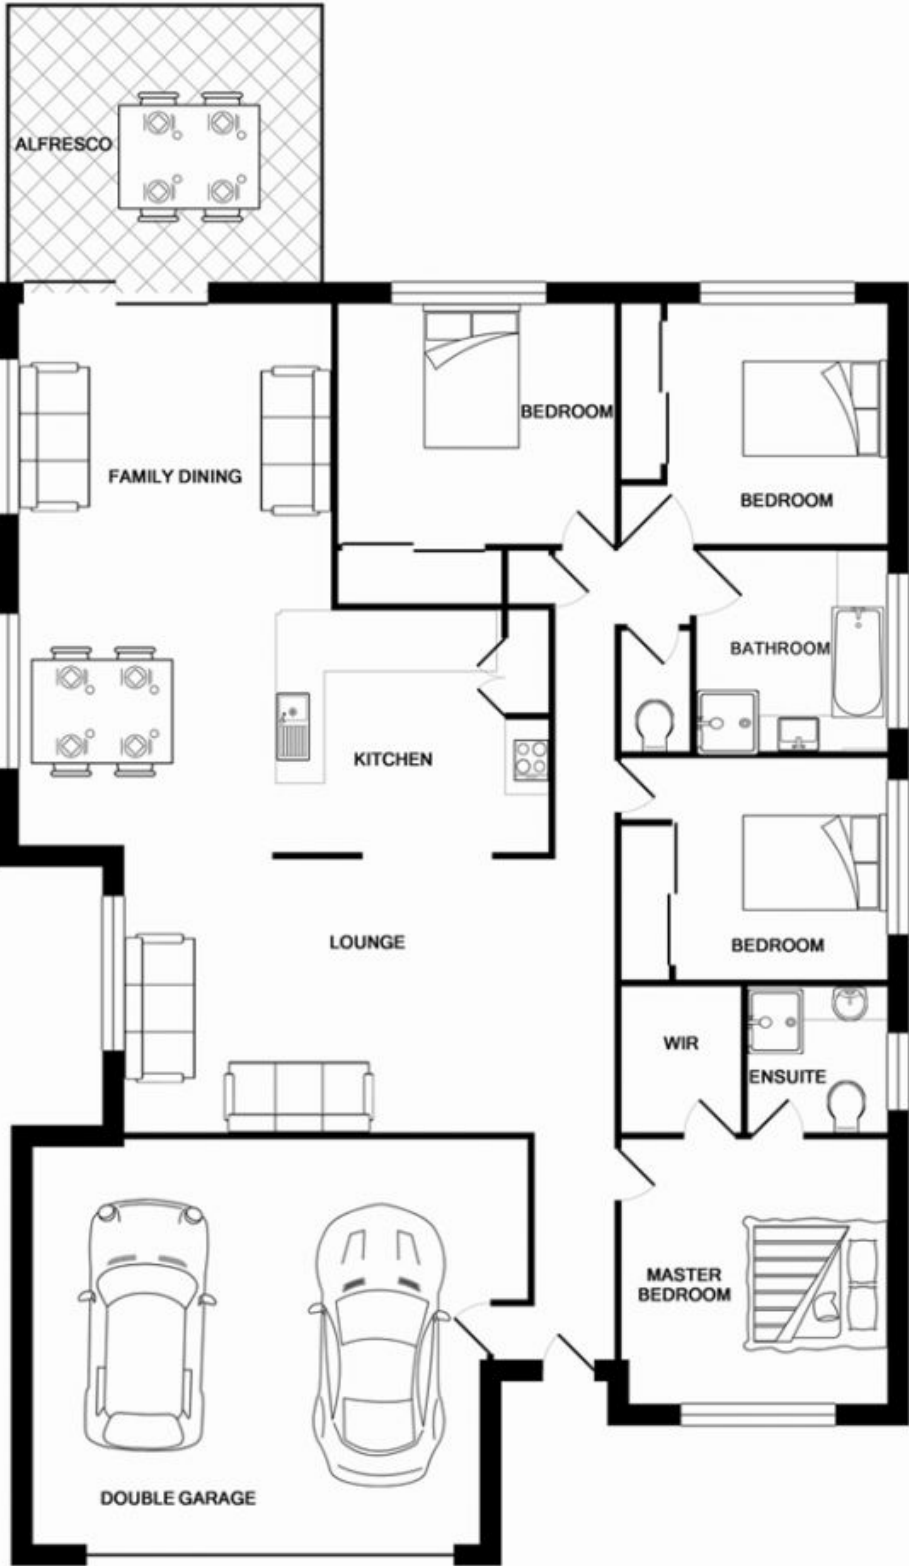 ALFRESCO
BEDROOM
FAMILY DINING
BEDROOM
BATHROOM
KITCHEN
LOUNGE
BEDROOM
WIR
ENSUITE
MASTER
BEDROOM
DOUBLE GARAGE